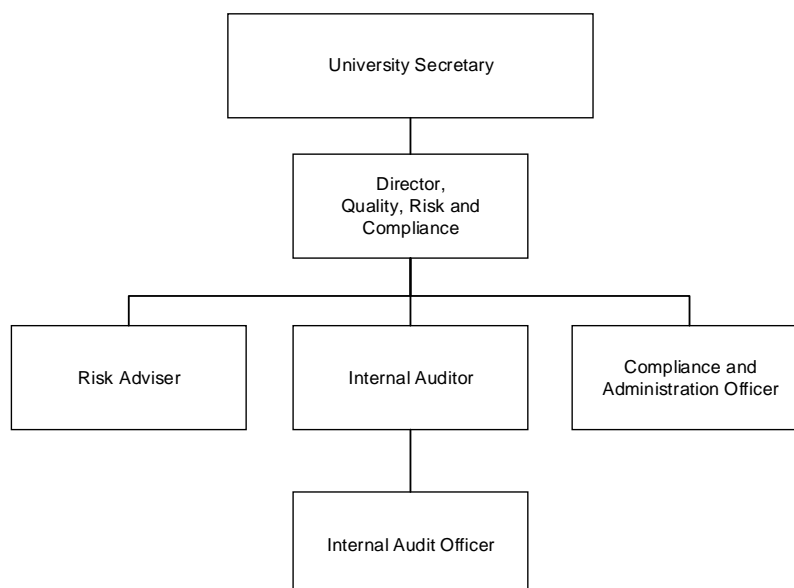 University Secretary
Director,
Quality, Risk and
Compliance
Risk Adviser
Internal Auditor
Compliance and
Administration Officer
Internal Audit Officer